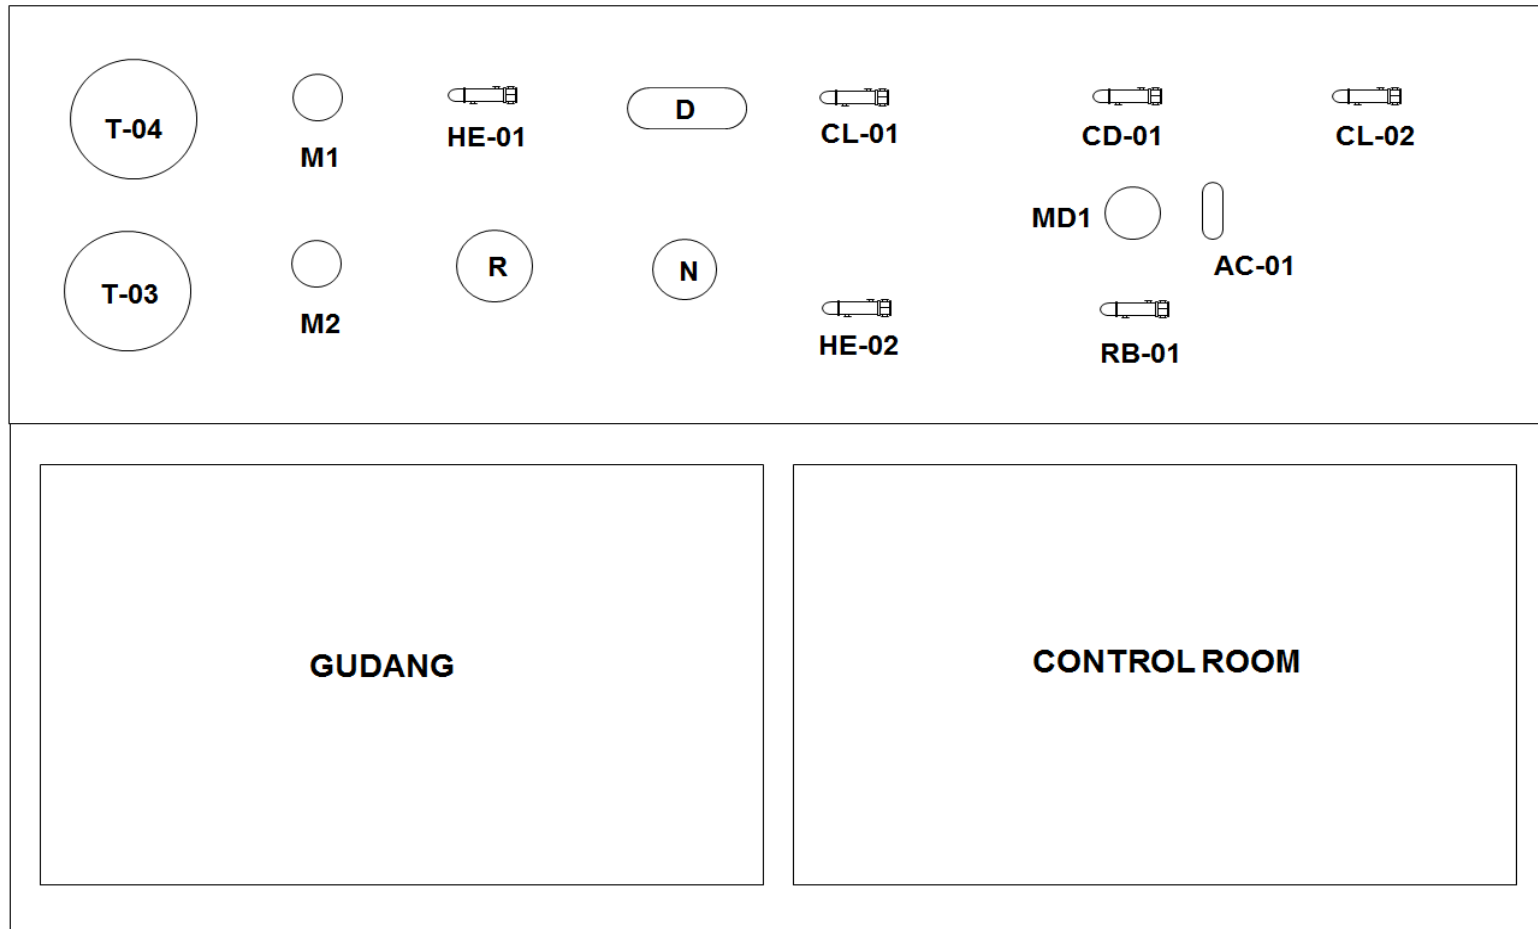 T-04
M1
HE-01
D
CL-01
CD-01
CL-02
MD1
AC-01
T-03
M2
R
N
HE-02
RB-01
GUDANG
CONTROL ROOM